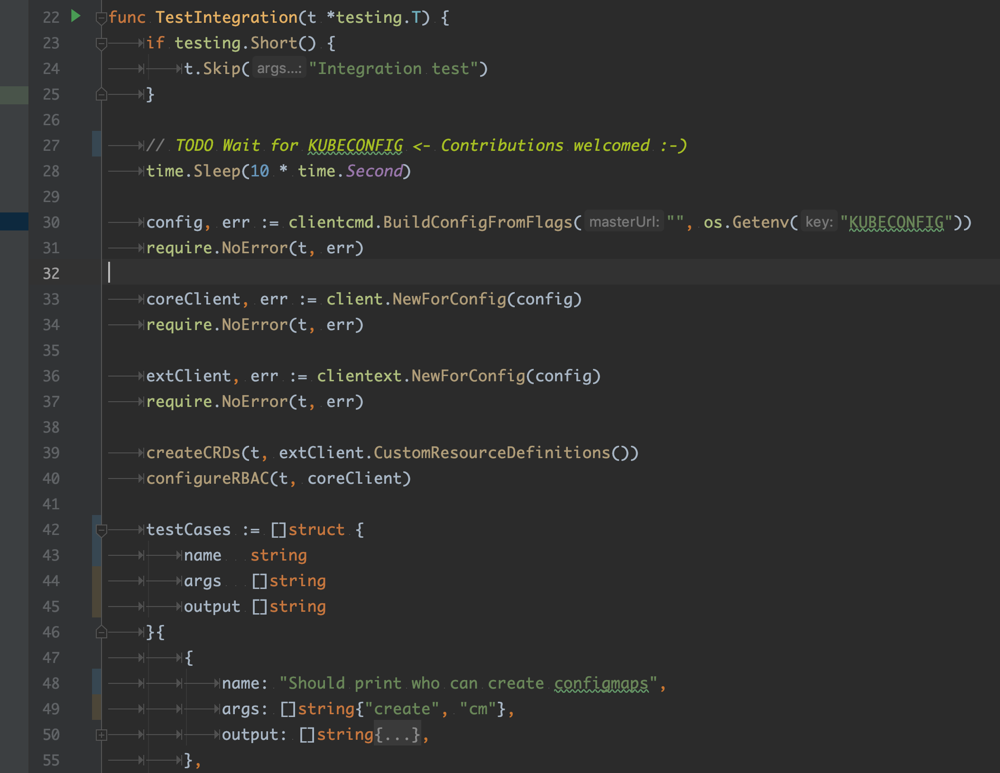 22 func TestIntegration(t *testing.T) {
23 if testing.Short() {
24 t.Skip( args...: "Integration test")
25 }
26
27 // TODO Wait for KUBECONFIG <- Contributions welcomed :-)
28 time.Sleep(10 * time.Second)
29
30 config, err := clientcmd.BuildConfigFromFlags( masterUrl: "", os.Getenv( key: "KUBECONFIG"))
31 require.NoError(t, err)
32
33 coreClient, err := client.NewForConfig(config)
34 require.NoError(t, err)
35
36 extClient, err := clientext.NewForConfig(config)
37 require.NoError(t, err)
38
39 createCRDs(t, extClient.CustomResourceDefinitions())
40 configureRBAC(t, coreClient)
41
42 testCases := []struct {
43 name   string
44 args   []string
45 output []string
46 }{
47 {
48 name: "Should print who can create configmaps",
49 args: []string{"create", "cm"},
50 output: []string{...},
55 },